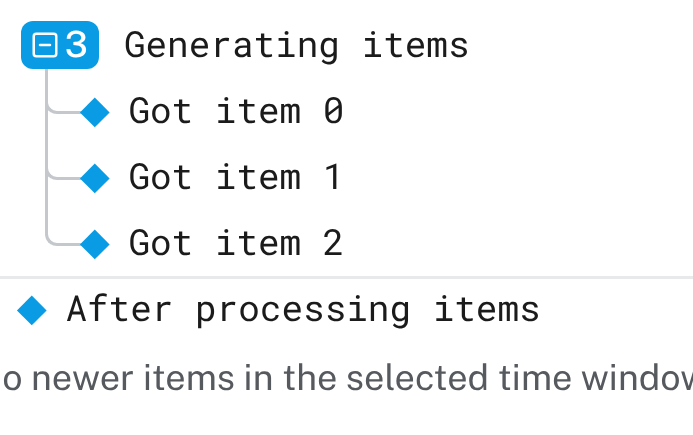 3 Generating items
Got item 0
Got item 1
Got item 2
After processing items
o newer items in the selected time window